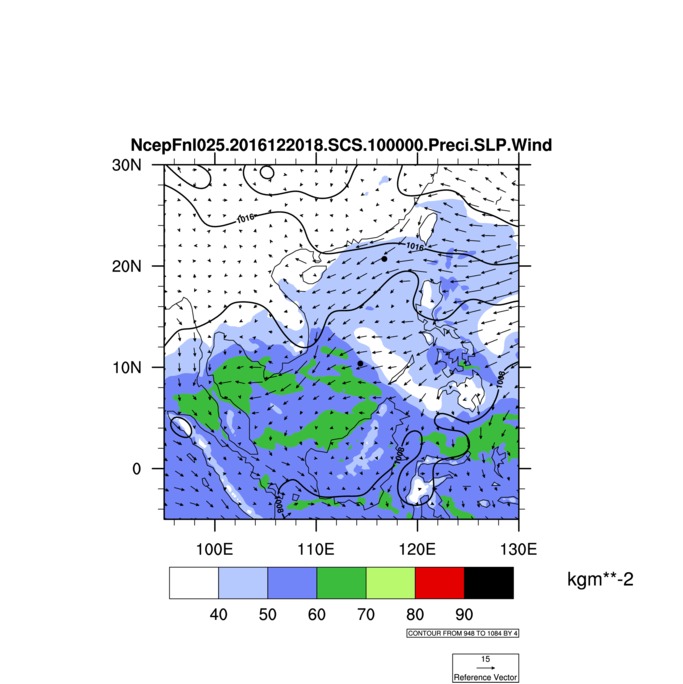 NcepFnl025.2016122018.SCS.100000.Preci.SLP.Wind
30N
1016
1016
20N
10N
1008
1008
0
1008
100E 110E 120E 130E
kgm**-2
40 50 60 70 80 90
CONTOUR FROM 948 TO 1084 BY 4
15
Reference Vector